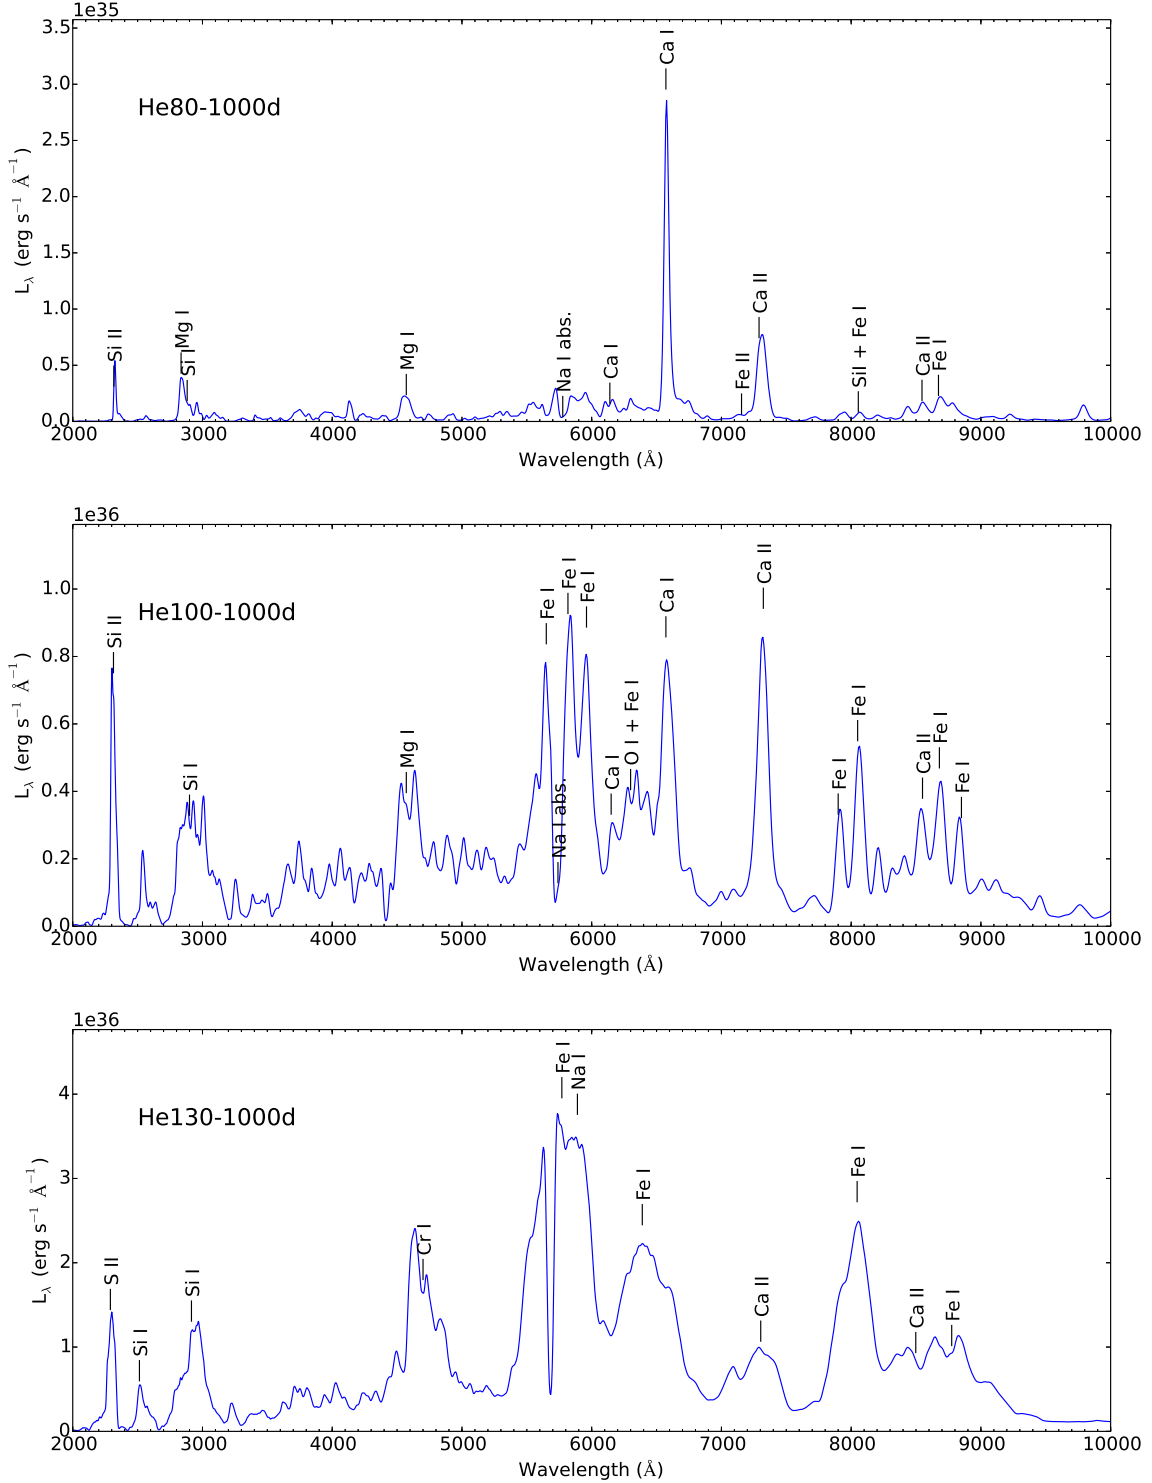 1e35
3.5
3.0
2.5
2.0
1.5
1.0
0.5
0.0
L_λ (erg s⁻¹ Å⁻¹)
He80-1000d
Si II
Mg I
Si I
Mg I
Na I abs.
Ca I
Ca I
Fe II
Ca II
SiI + Fe I
Ca II
Fe I
2000 3000 4000 5000 6000 7000 8000 9000 10000
Wavelength (Å)
1e36
1.0
0.8
0.6
0.4
0.2
0.0
L_λ (erg s⁻¹ Å⁻¹)
He100-1000d
Si II
Si I
Mg I
Fe I
Na I abs.
Fe I
Fe I
Ca I
O I + Fe I
Ca I
Ca II
Fe I
Fe I
Ca II
Fe I
Fe I
2000 3000 4000 5000 6000 7000 8000 9000 10000
Wavelength (Å)
1e36
4
3
2
1
0
L_λ (erg s⁻¹ Å⁻¹)
He130-1000d
S II
Si I
Si I
Cr I
Fe I
Na I
Fe I
Ca II
Fe I
Ca II
Fe I
2000 3000 4000 5000 6000 7000 8000 9000 10000
Wavelength (Å)